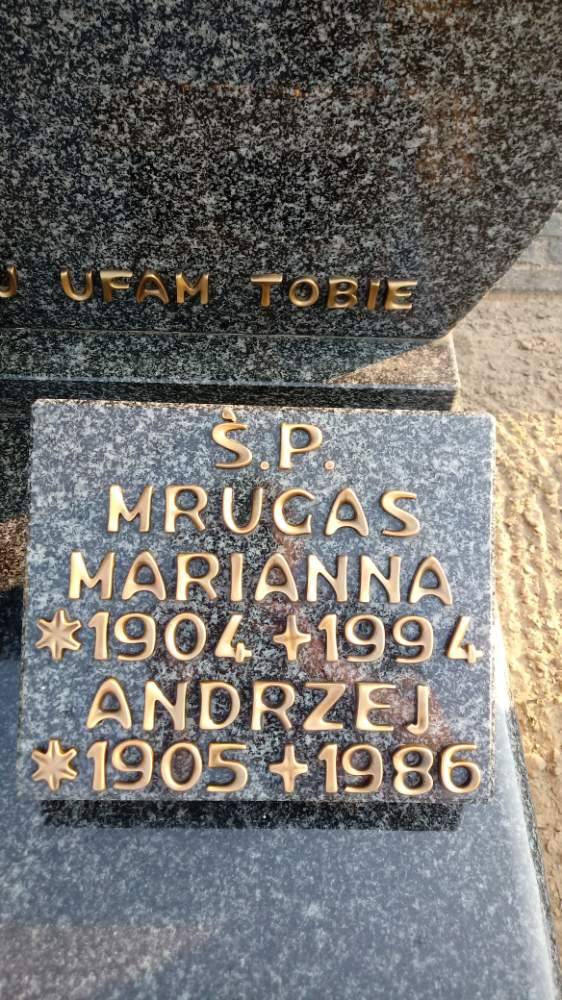 UFAM TOBIE
Ś.P.
MRUGAS
MARIANNA
*1904 +1994
ANDRZEJ
*1905 +1986